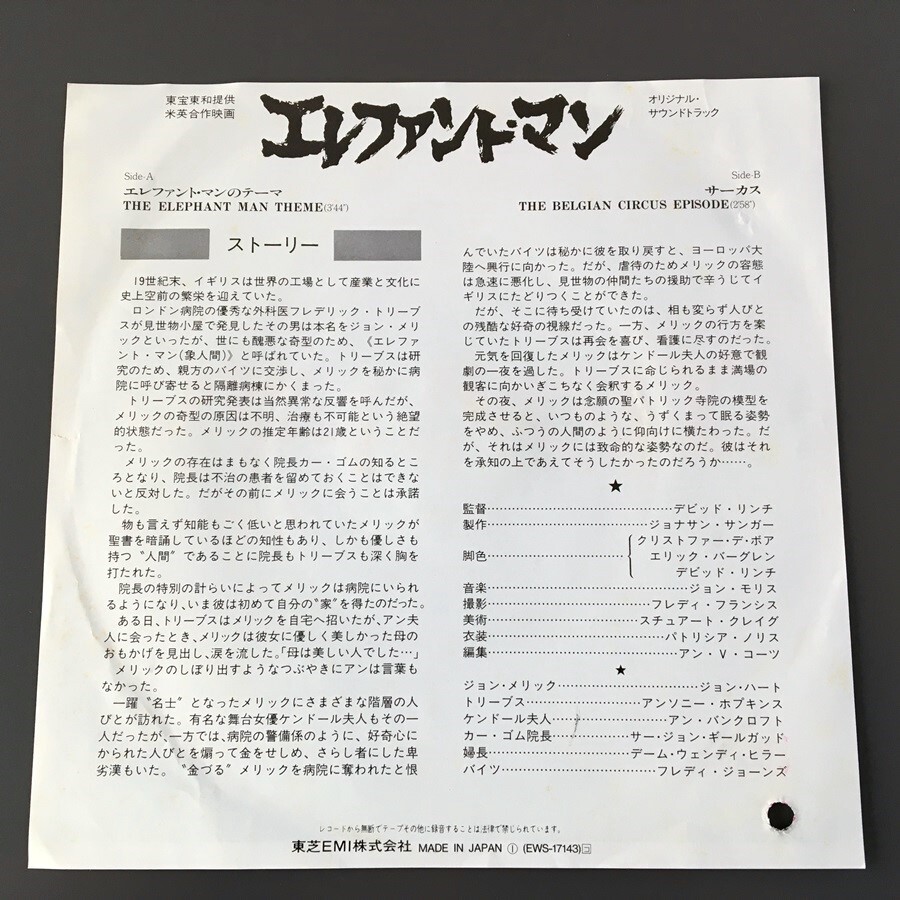 東宝東和提供
米英合作映画
エレファント・マン
オリジナル・
サウンドトラック
Side-A
エレファント・マンのテーマ
THE ELEPHANT MAN THEME(3'44")
Side-B
サーカス
THE BELGIAN CIRCUS EPISODE(2'58")
ストーリー
19世紀末、イギリスは世界の工場として産業と文化に
史上空前の繁栄を迎えていた。
ロンドン病院の優秀な外科医フレデリック・トリーブ
スが見世物小屋で発見したその男は本名をジョン・メリ
ックといったが、世にも醜悪な奇型のため、《エレファ
ント・マン(象人間)》と呼ばれていた。トリーブスは研
究のため、親方のバイツに交渉し、メリックを秘かに病
院に呼び寄せると隔離病棟にかくまった。
トリーブスの研究発表は当然異常な反響を呼んだが、
メリックの奇型の原因は不明、治療も不可能という絶望
的状態だった。メリックの推定年齢は21歳ということだ
った。
メリックの存在はまもなく院長カー・ゴムの知るとこ
ろとなり、院長は不治の患者を留めておくことはできな
いと反対した。だがその前にメリックに会うことは承諾
した。
物も言えず知能もごく低いと思われていたメリックが
聖書を暗誦しているほどの知性もあり、しかも優しさも
持つ〝人間〟であることに院長もトリーブスも深く胸を
打たれた。
院長の特別の計らいによってメリックは病院にいられ
るようになり、いま彼は初めて自分の〝家〟を得たのだった。
ある日、トリーブスはメリックを自宅へ招いたが、アン夫
人に会ったとき、メリックは彼女に優しく美しかった母の
おもかげを見出し、涙を流した。「母は美しい人でした…」
メリックのしぼり出すようなつぶやきにアンは言葉も
なかった。
一躍〝名士〟となったメリックにさまざまな階層の人
びとが訪れた。有名な舞台女優ケンドール夫人もその一
人だったが、一方では、病院の警備係のように、好奇心に
かられた人びとを煽って金をせしめ、さらし者にした卑
劣漢もいた。〝金づる〟メリックを病院に奪われたと恨
んでいたバイツは秘かに彼を取り戻すと、ヨーロッパ大
陸へ興行に向かった。だが、虐待のためメリックの容態
は急速に悪化し、見世物の仲間たちの援助で辛うじてイ
ギリスにたどりつくことができた。
だが、そこに待ち受けていたのは、相も変らず人びと
の残酷な好奇の視線だった。一方、メリックの行方を案
じていたトリーブスは再会を喜び、看護に尽すのだった。
元気を回復したメリックはケンドール夫人の好意で観
劇の一夜を過した。トリーブスに命じられるまま満場の
観客に向かいぎこちなく会釈するメリック。
その夜、メリックは念願の聖パトリック寺院の模型を
完成させると、いつものような、うずくまって眠る姿勢
をやめ、ふつうの人間のように仰向けに横たわった。だ
が、それはメリックには致命的な姿勢なのだ。彼はそれ
を承知の上であえてそうしたかったのだろうか……。
★
監督…………デビッド・リンチ
製作…………ジョナサン・サンガー
脚色…………クリストファー・デ・ボア
エリック・バーグレン
デビッド・リンチ
音楽…………ジョン・モリス
撮影…………フレディ・フランシス
美術…………スチュアート・クレイグ
衣装…………パトリシア・ノリス
編集…………アン・V・コーツ
★
ジョン・メリック…………ジョン・ハート
トリーブス…………アンソニー・ホプキンス
ケンドール夫人…………アン・バンクロフト
カー・ゴム院長…………サー・ジョン・ギールガッド
婦長…………デーム・ウェンディ・ヒラー
バイツ…………フレディ・ジョーンズ
レコードから無断でテープその他に録音することは法律で禁じられています。
東芝EMI株式会社 MADE IN JAPAN Ⓘ (EWS-17143)